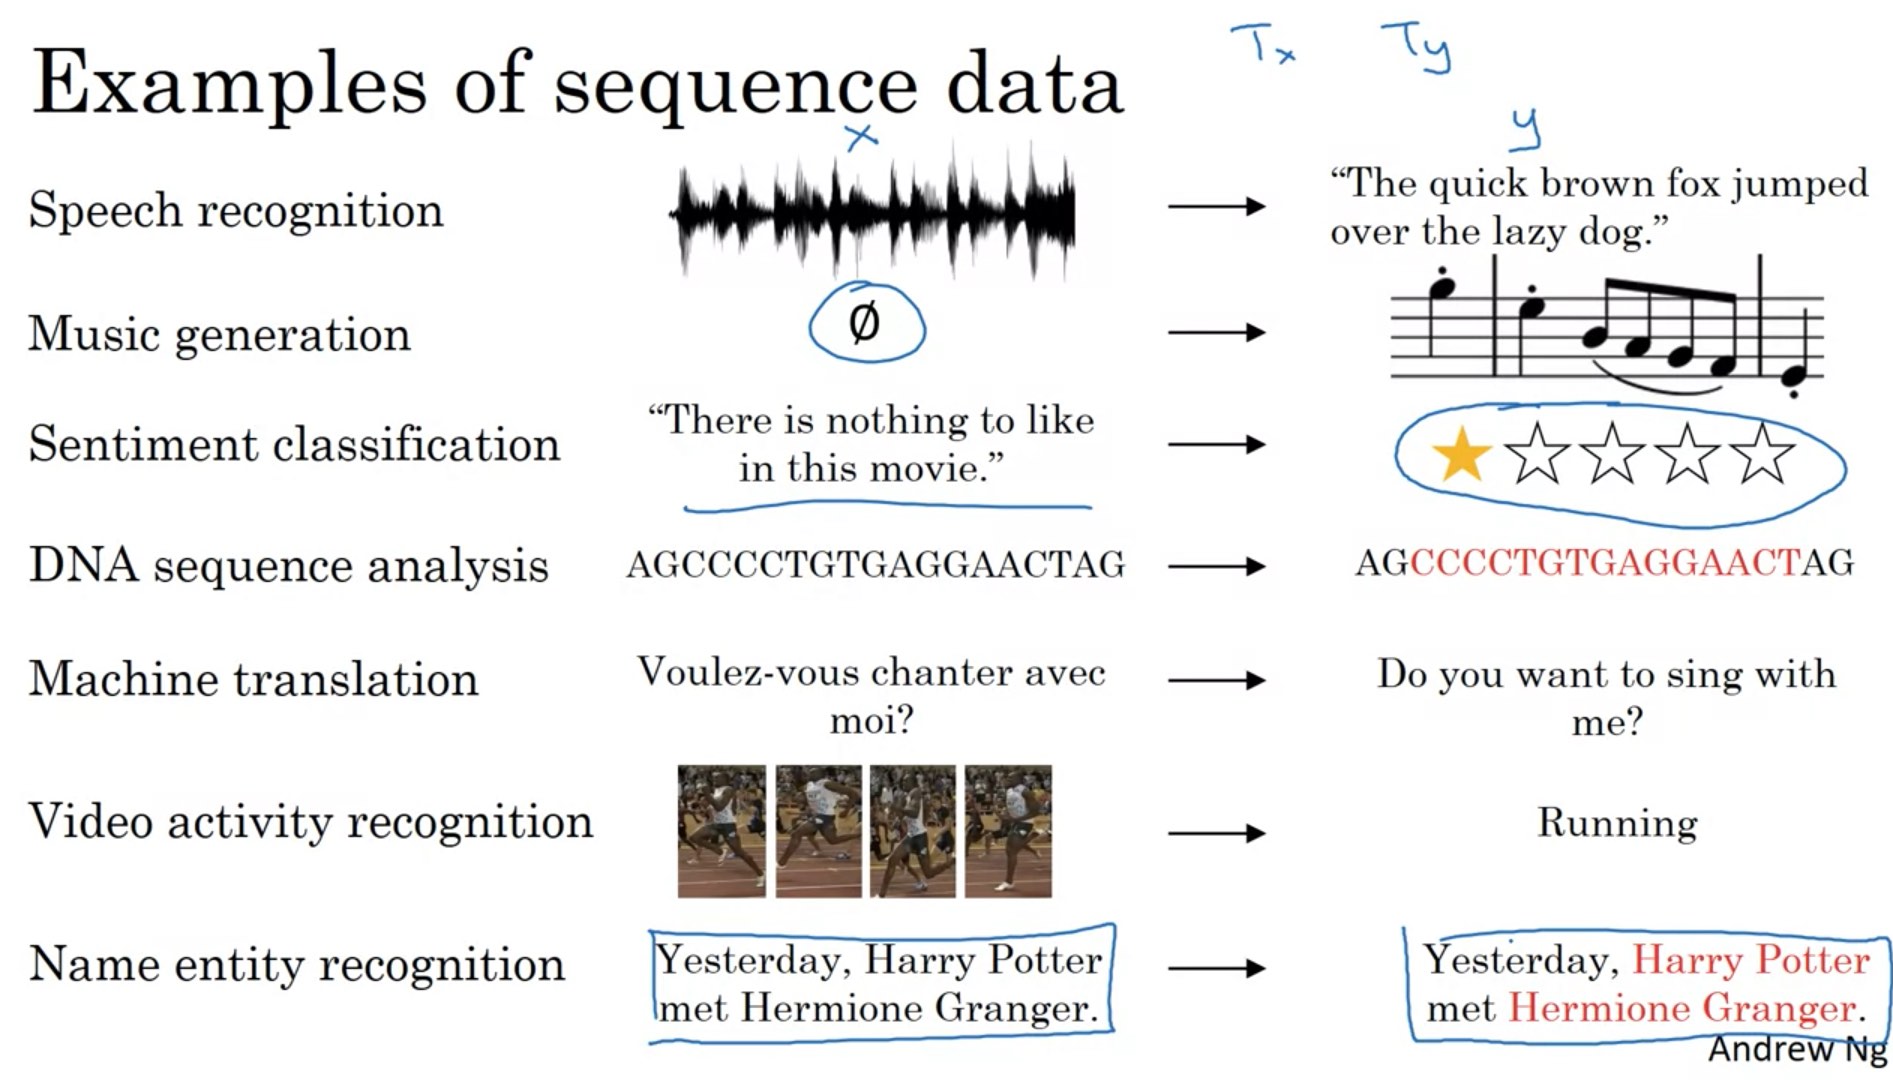 Tx Ty
Examples of sequence data
x y
Speech recognition
“The quick brown fox jumped
over the lazy dog.”
Music generation
Ø
Sentiment classification
“There is nothing to like
in this movie.”
DNA sequence analysis
AGCCCCTGTGAGGAACTAG
AGCCCCTGTGAGGAACTAG
Machine translation
Voulez-vous chanter avec
moi?
Do you want to sing with
me?
Video activity recognition
Running
Name entity recognition
Yesterday, Harry Potter
met Hermione Granger.
Yesterday, Harry Potter
met Hermione Granger.
Andrew Ng